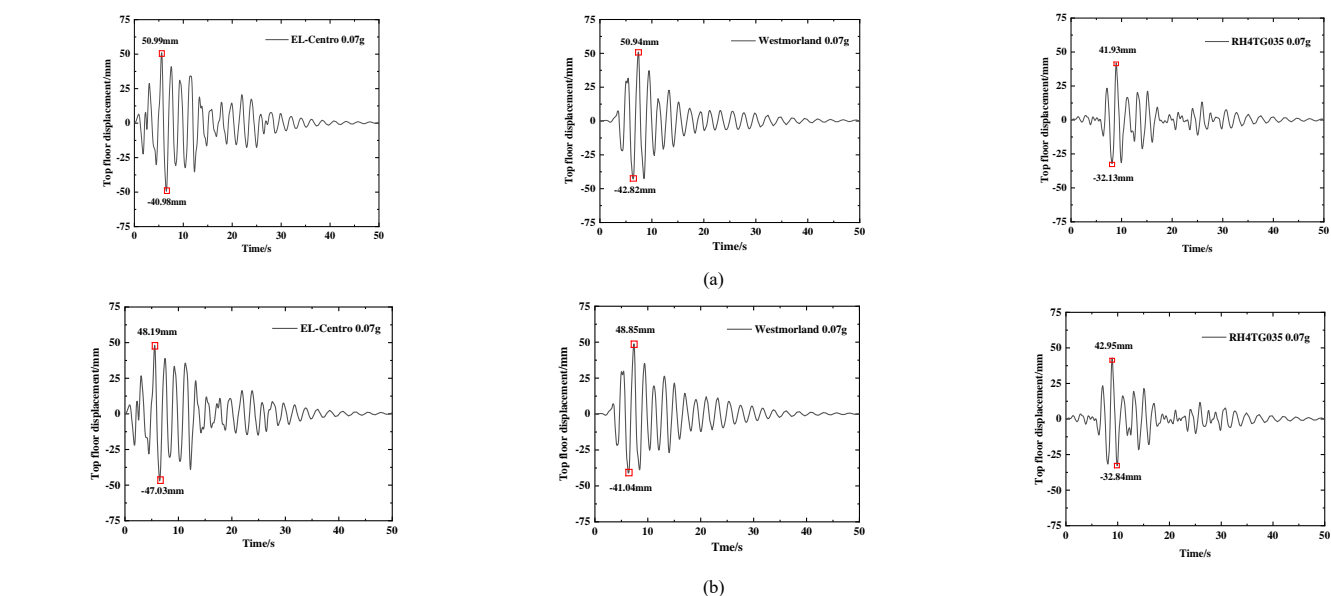 75
50
25
0
-25
-50
-75
Top floor displacement/mm
50.99mm
EL-Centro 0.07g
-40.98mm
0 10 20 30 40 50
Time/s
75
50
25
0
-25
-50
-75
Top floor displacement/mm
50.94mm
Westmorland 0.07g
-42.82mm
0 10 20 30 40 50
Time/s
75
50
25
0
-25
-50
-75
Top floor displacement/mm
41.93mm
RH4TG035 0.07g
-32.13mm
0 10 20 30 40 50
Time/s
(a)
75
50
25
0
-25
-50
-75
Top floor displacement/mm
48.19mm
EL-Centro 0.07g
-47.03mm
0 10 20 30 40 50
Time/s
75
50
25
0
-25
-50
-75
Top floor displacement/mm
48.85mm
Westmorland 0.07g
-41.04mm
0 10 20 30 40 50
Tme/s
75
50
25
0
-25
-50
-75
Top floor displacement/mm
42.95mm
RH4TG035 0.07g
-32.84mm
0 10 20 30 40 50
Time/s
(b)